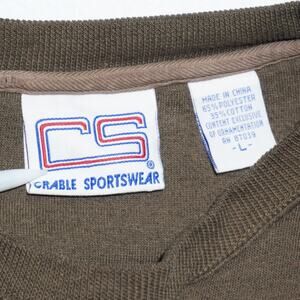 CS
®
CRABLE SPORTSWEAR
MADE IN CHINA
65% POLYESTER
35% COTTON
CONTENT EXCLUSIVE
OF ORNAMENTATION
RN 87039
-L-